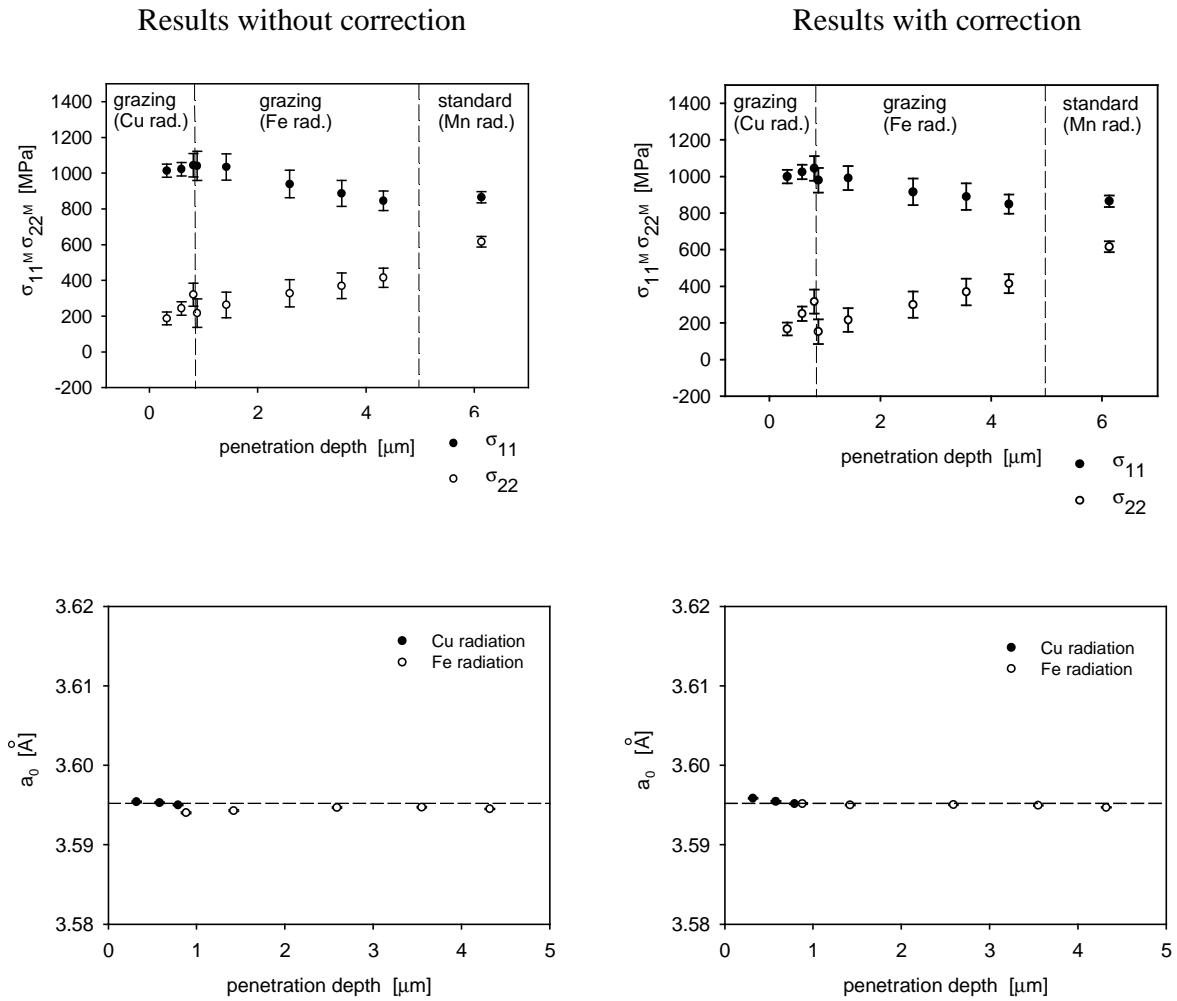 Results without correction
Results with correction
grazing
(Cu rad.)
grazing
(Fe rad.)
standard
(Mn rad.)
1400
1200
1000
800
600
400
200
0
-200
σ₁₁ᴹ σ₂₂ᴹ [MPa]
0 2 4 6
penetration depth [μm]
σ₁₁
σ₂₂
grazing
(Cu rad.)
grazing
(Fe rad.)
standard
(Mn rad.)
1400
1200
1000
800
600
400
200
0
-200
σ₁₁ᴹ σ₂₂ᴹ [MPa]
0 2 4 6
penetration depth [μm]
σ₁₁
σ₂₂
3.62
3.61
3.60
3.59
3.58
a₀ [Å]
Cu radiation
Fe radiation
0 1 2 3 4 5
penetration depth [μm]
3.62
3.61
3.60
3.59
3.58
a₀ [Å]
Cu radiation
Fe radiation
0 1 2 3 4 5
penetration depth [μm]